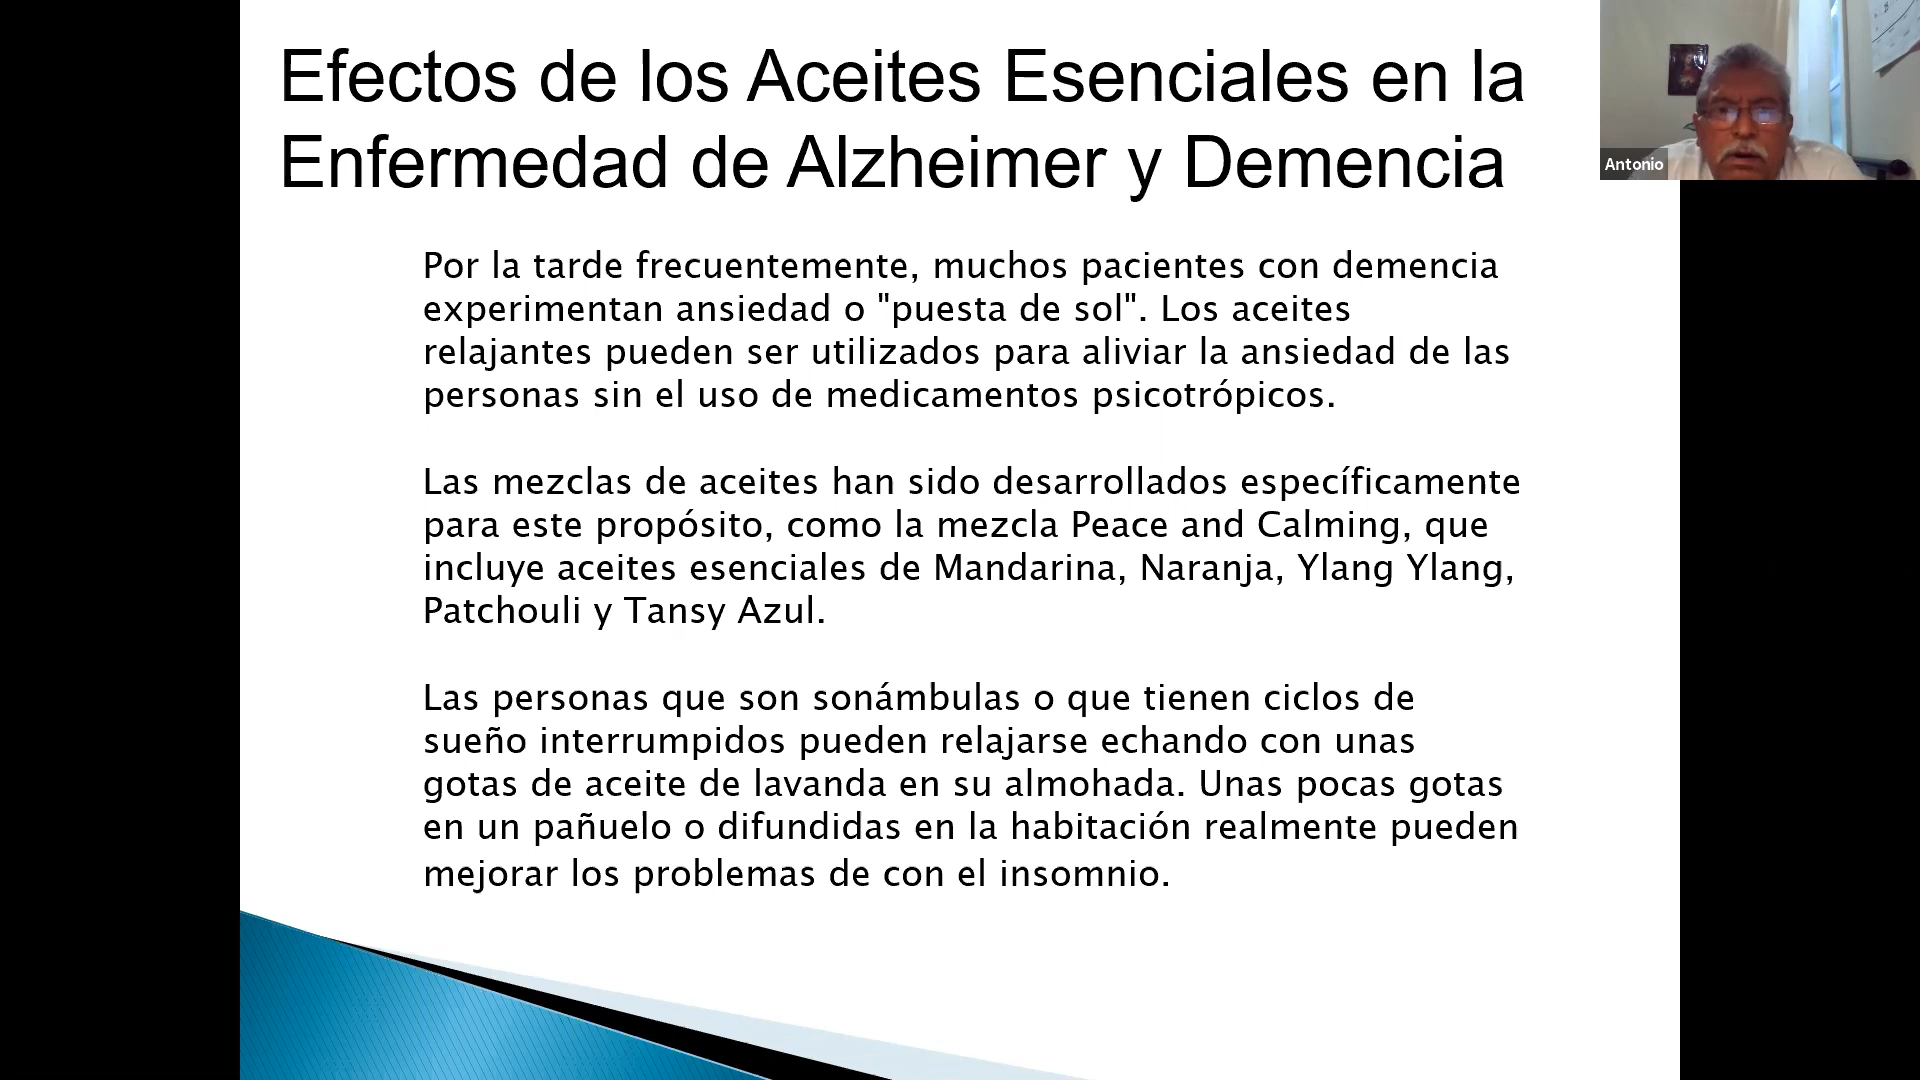 Efectos de los Aceites Esenciales en la
Enfermedad de Alzheimer y Demencia
Antonio
Por la tarde frecuentemente, muchos pacientes con demencia
experimentan ansiedad o "puesta de sol". Los aceites
relajantes pueden ser utilizados para aliviar la ansiedad de las
personas sin el uso de medicamentos psicotrópicos.
Las mezclas de aceites han sido desarrollados específicamente
para este propósito, como la mezcla Peace and Calming, que
incluye aceites esenciales de Mandarina, Naranja, Ylang Ylang,
Patchouli y Tansy Azul.
Las personas que son sonámbulas o que tienen ciclos de
sueño interrumpidos pueden relajarse echando con unas
gotas de aceite de lavanda en su almohada. Unas pocas gotas
en un pañuelo o difundidas en la habitación realmente pueden
mejorar los problemas de con el insomnio.